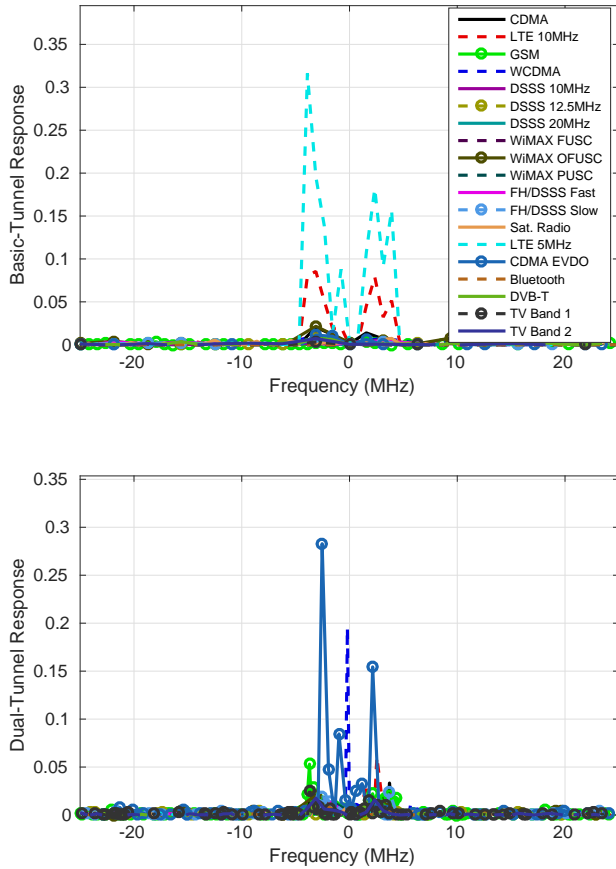 0.35
0.3
0.25
0.2
0.15
0.1
0.05
0
Basic-Tunnel Response
-20
-10
0
10
20
Frequency (MHz)
CDMA
LTE 10MHz
GSM
WCDMA
DSSS 10MHz
DSSS 12.5MHz
DSSS 20MHz
WiMAX FUSC
WiMAX OFUSC
WiMAX PUSC
FH/DSSS Fast
FH/DSSS Slow
Sat. Radio
LTE 5MHz
CDMA EVDO
Bluetooth
DVB-T
TV Band 1
TV Band 2
0.35
0.3
0.25
0.2
0.15
0.1
0.05
0
Dual-Tunnel Response
-20
-10
0
10
20
Frequency (MHz)